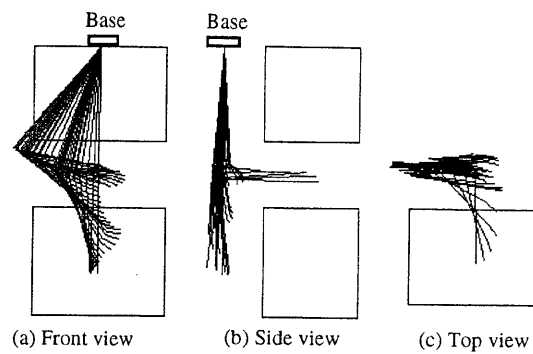 Base
Base
(a) Front view
(b) Side view
(c) Top view